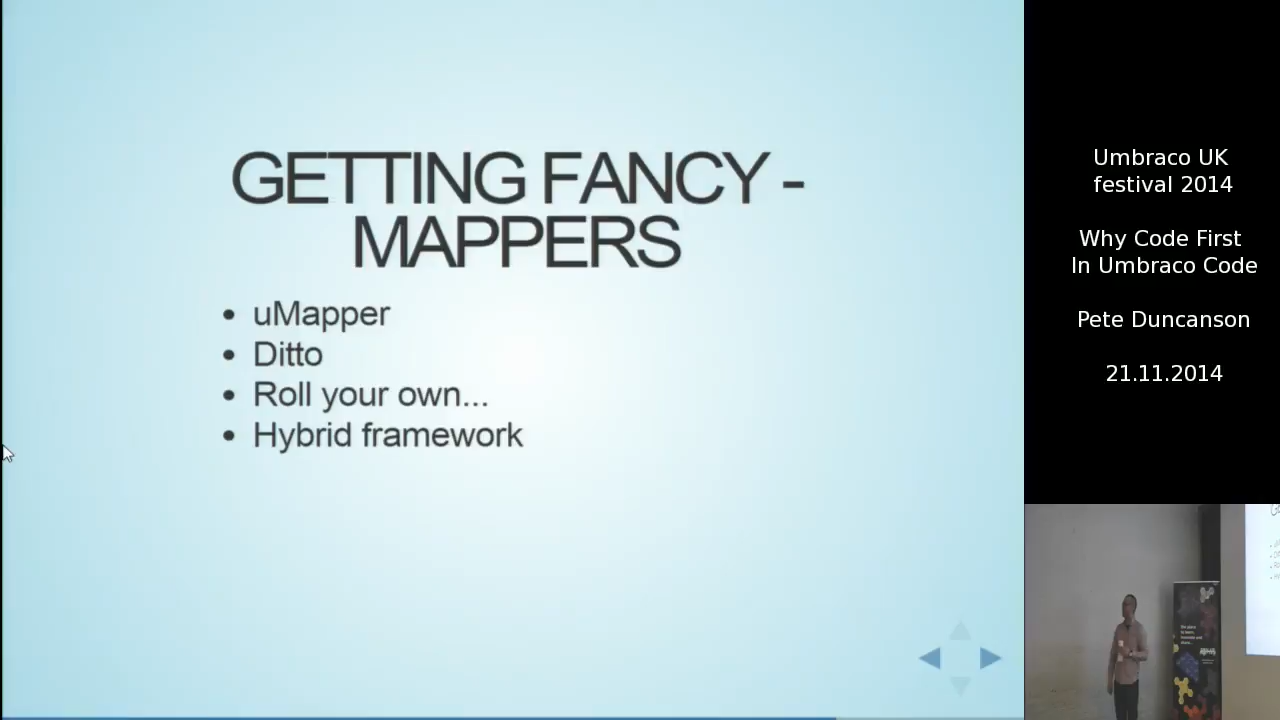 GETTING FANCY -
MAPPERS
• uMapper
• Ditto
• Roll your own...
• Hybrid framework
Umbraco UK
festival 2014
Why Code First
In Umbraco Code
Pete Duncanson
21.11.2014